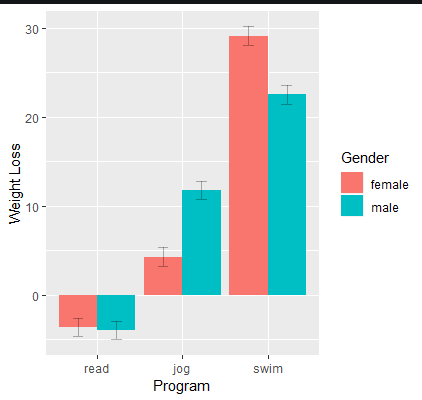 30
20
10
0
Weight Loss
read jog swim
Program
Gender
female
male